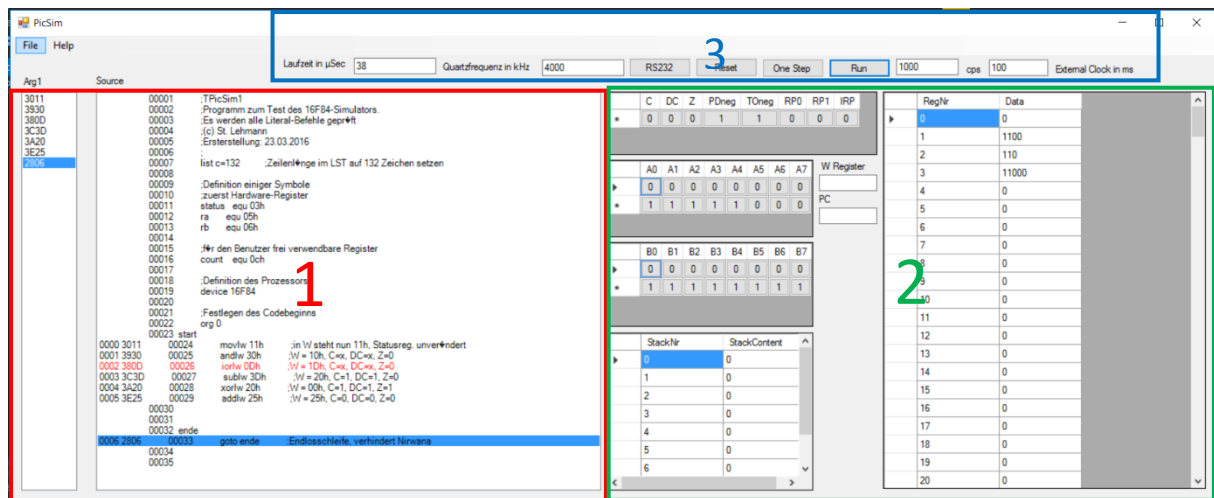 PicSim
File Help
3
Laufzeit in µSec 38 Quartzfrequenz in kHz 4000 RS232 Reset One Step Run 1000 cps 100 External Clock in ms
Arg1 Source
3011
3930
380D
3C3D
3A20
3E25
2806
1
00001 ;TPicSim1
00002 ;Programm zum Test des 16F84-Simulators.
00003 ;Es werden alle Literal-Befehle gepr�ft
00004 ;(c) St. Lehmann
00005 ;Ersterstellung: 23.03.2016
00006 ;
00007 list c=132 ;Zeilenl�nge im LST auf 132 Zeichen setzen
00008
00009 ;Definition einiger Symbole
00010 ;zuerst Hardware-Register
00011 status equ 03h
00012 ra equ 05h
00013 rb equ 06h
00014
00015 ;f�r den Benutzer frei verwendbare Register
00016 count equ 0ch
00017
00018 ;Definition des Prozessors
00019 device 16F84
00020
00021 ;Festlegen des Codebeginns
00022 org 0
00023 start
0000 3011 00024 movlw 11h ;in W steht nun 11h, Statusreg. unver�ndert
0001 3930 00025 andlw 30h ;W = 10h, C=x, DC=x, Z=0
0002 380D 00026 iorlw 0Dh ;W = 1Dh, C=x, DC=x, Z=0
0003 3C3D 00027 sublw 3Dh ;W = 20h, C=1, DC=1, Z=0
0004 3A20 00028 xorlw 20h ;W = 00h, C=1, DC=1, Z=1
0005 3E25 00029 addlw 25h ;W = 25h, C=0, DC=0, Z=0
00030
00031
00032 ende
0006 2806 00033 goto ende ;Endlosschleife, verhindert Nirwana
00034
00035
C DC Z PDneg TOneg RP0 RP1 IRP
0 0 0 1 1 0 0 0
A0 A1 A2 A3 A4 A5 A6 A7
0 0 0 0 0 0 0 0
1 1 1 1 1 0 0 0
W Register
PC
B0 B1 B2 B3 B4 B5 B6 B7
0 0 0 0 0 0 0 0
1 1 1 1 1 1 1 1
StackNr StackContent
0 0
1 0
2 0
3 0
4 0
5 0
6 0
2
RegNr Data
0 0
1 1100
2 110
3 11000
4 0
5 0
6 0
7 0
8 0
9 0
10 0
11 0
12 0
13 0
14 0
15 0
16 0
17 0
18 0
19 0
20 0